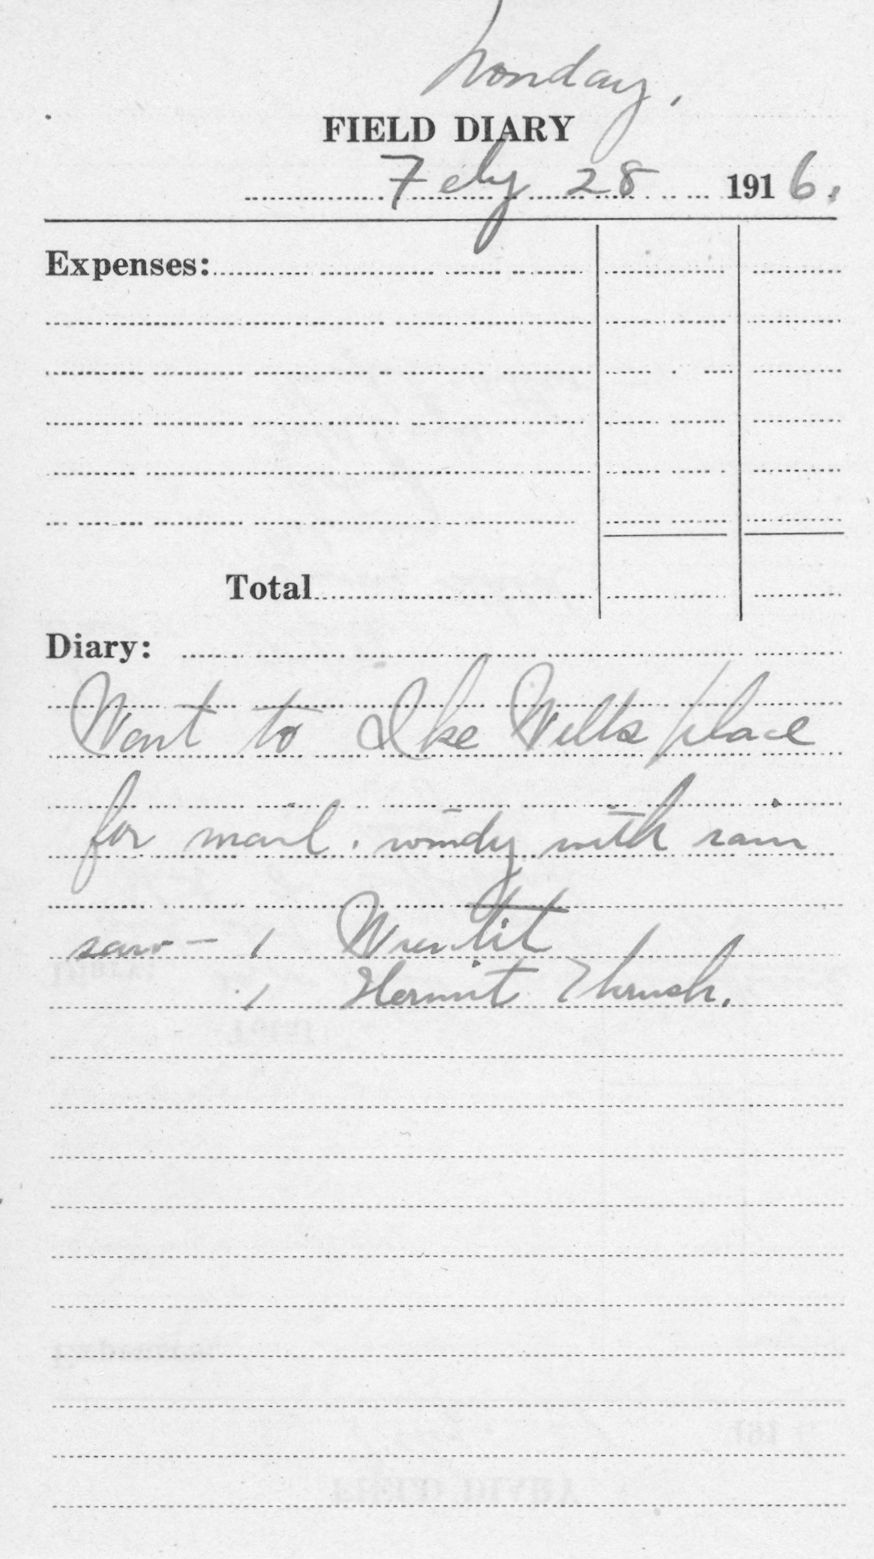 Monday.
FIELD DIARY
Feby 28 1916.
Expenses:
Total
Diary:
Went to Ike Wells place
for mail. windy with rain
saw - 1 Wrentit
1 Hermit Thrush.